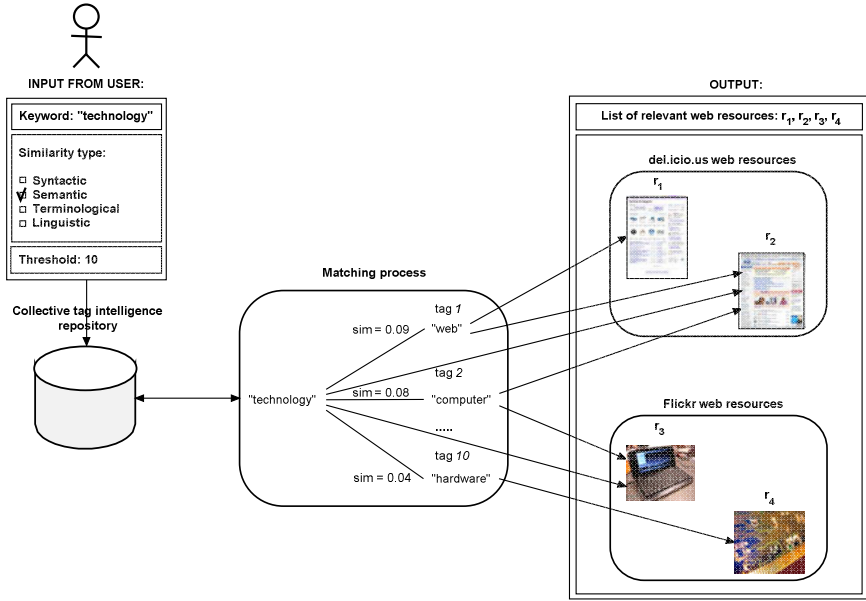 INPUT FROM USER:
Keyword: "technology"
Similarity type:
Syntactic
Semantic
Terminological
Linguistic
Threshold: 10
Collective tag intelligence
repository
Matching process
"technology"
sim = 0.09
tag 1
"web"
sim = 0.08
tag 2
"computer"
.....
sim = 0.04
tag 10
"hardware"
OUTPUT:
List of relevant web resources: r1, r2, r3, r4
del.icio.us web resources
r1
r2
Flickr web resources
r3
r4